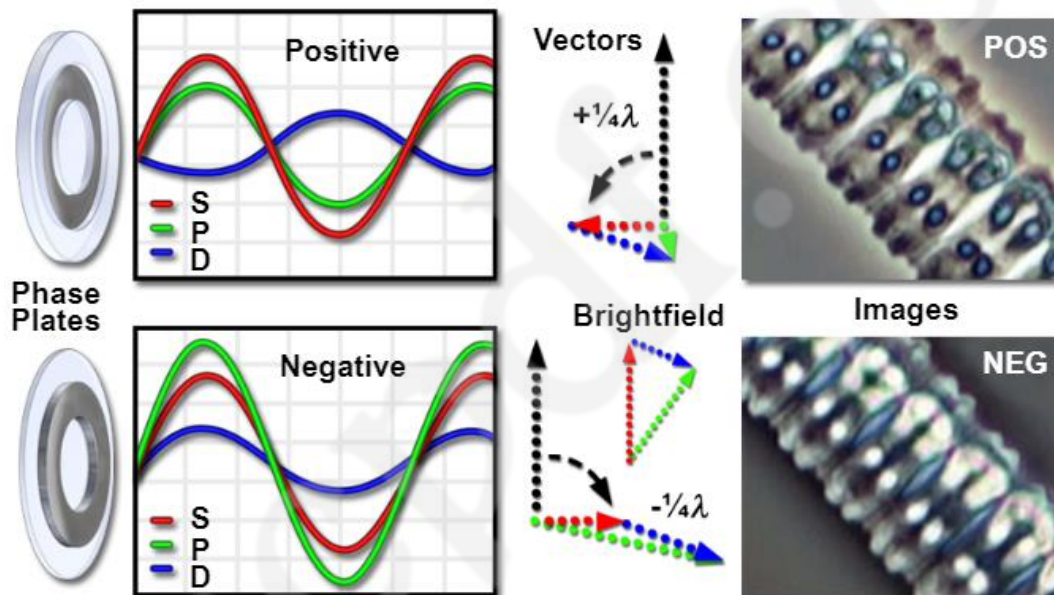 Positive
S
P
D
Vectors
+¼λ
POS
Phase
Plates
Brightfield
Images
Negative
S
P
D
-¼λ
NEG